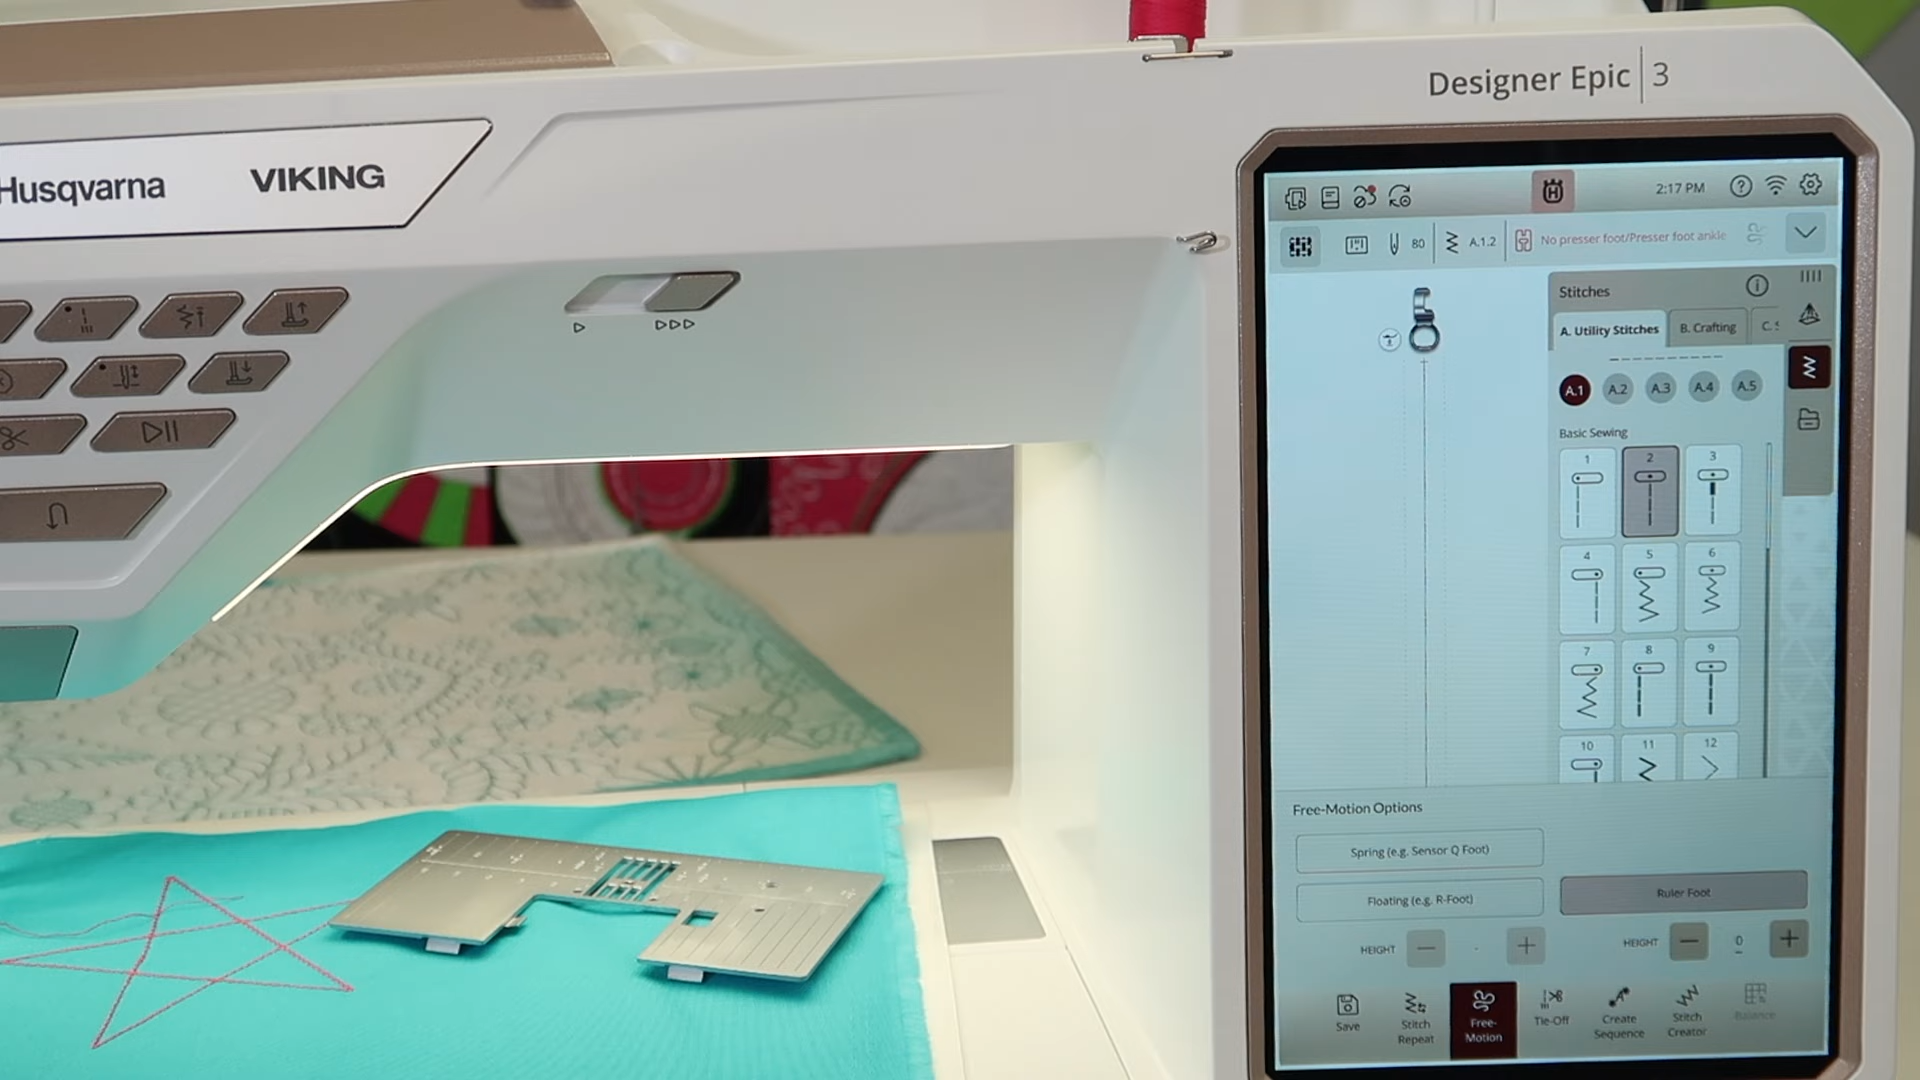 Designer Epic | 3
Husqvarna VIKING
2:17 PM
80
A.1.2
No presser foot/Presser foot ankle
Stitches
A. Utility Stitches
B. Crafting
A.1
A.2
A.3
A.4
A.5
Basic Sewing
1
2
3
4
5
6
7
8
9
10
11
12
Free-Motion Options
Spring (e.g. Sensor Q Foot)
Floating (e.g. R-Foot)
Ruler Foot
HEIGHT
HEIGHT
0
Save
Stitch
Repeat
Free-
Motion
Tie-Off
Create
Sequence
Stitch
Creator
Balance